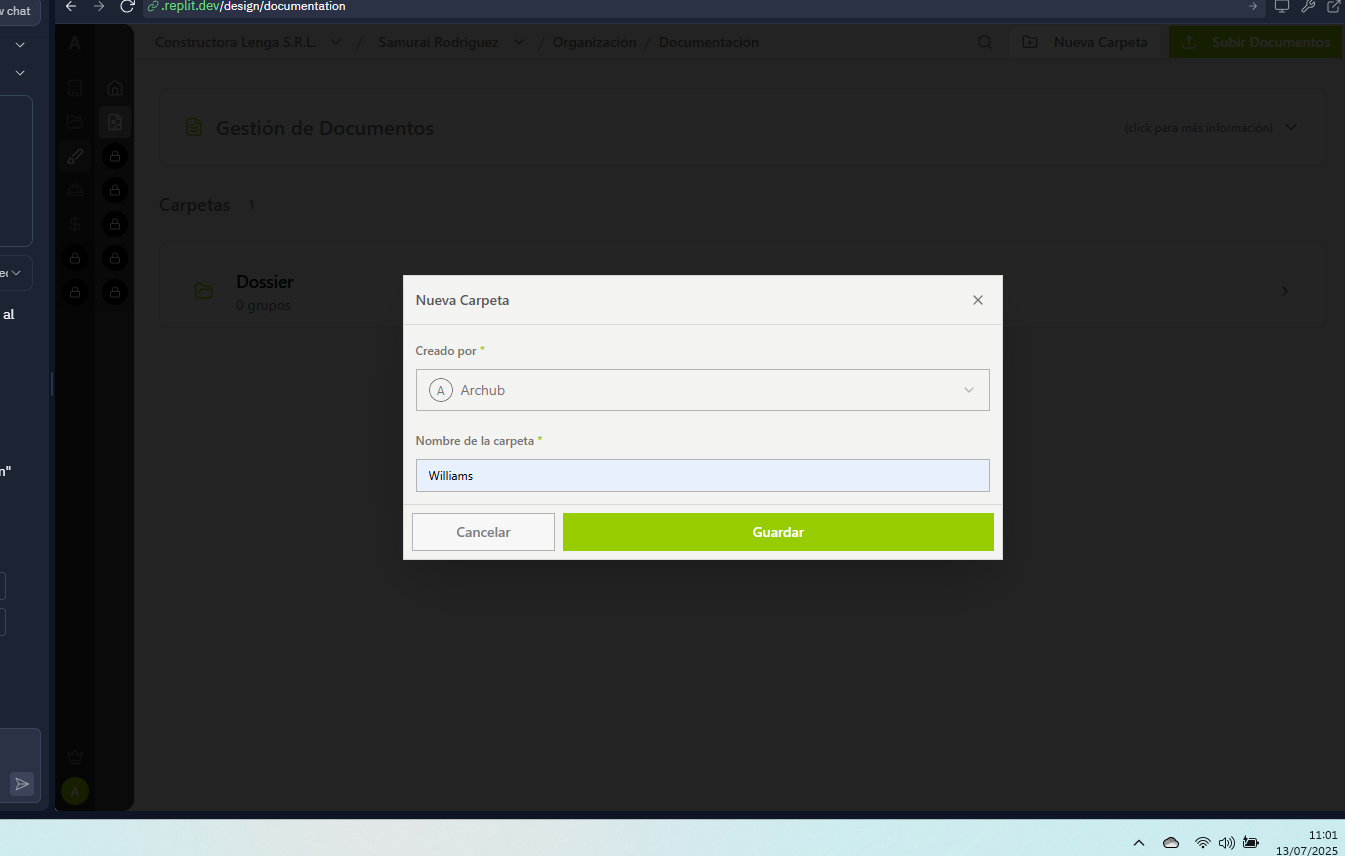 w chat
.replit.dev/design/documentation
Constructora Lenga S.R.L. / Samurai Rodriguez / Organización / Documentación
Nueva Carpeta
Subir Documentos
A
Gestión de Documentos
(click para más información)
Carpetas 1
Dossier
0 grupos
al
n"
Nueva Carpeta
Creado por *
A Archub
Nombre de la carpeta *
Williams
Cancelar
Guardar
A
11:01
13/07/2025